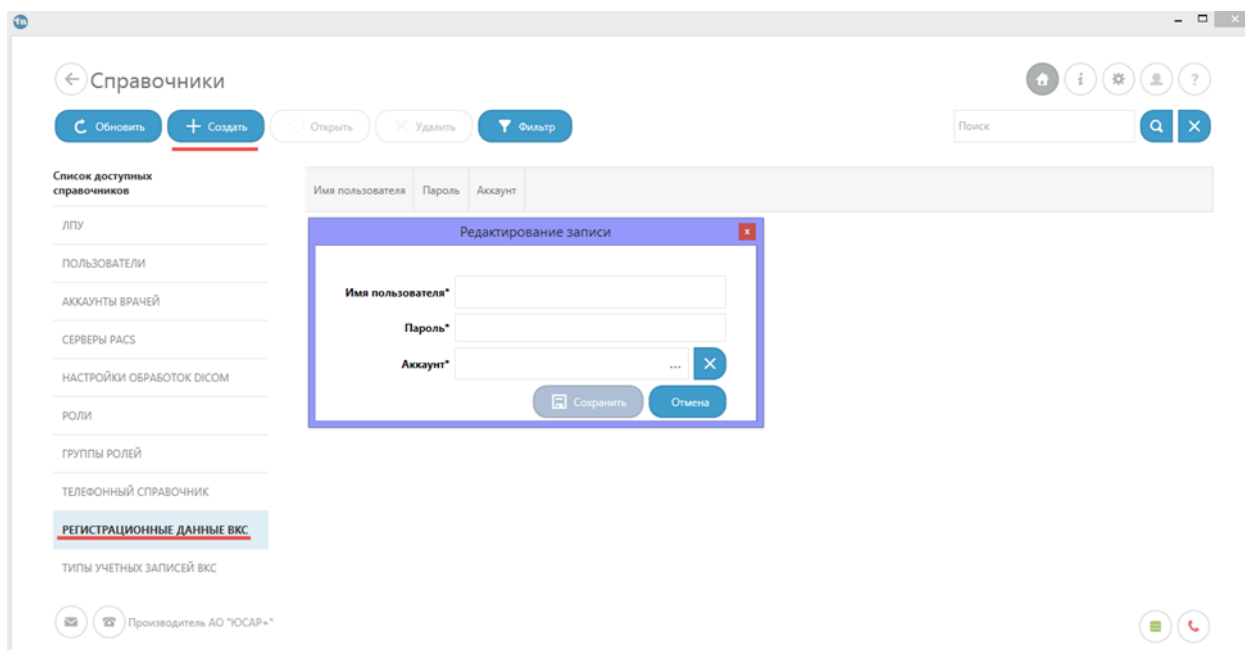 Справочники
Обновить
Создать
Открыть
Удалить
Фильтр
Поиск
Список доступных
справочников
Имя пользователя Пароль Аккаунт
ЛПУ
ПОЛЬЗОВАТЕЛИ
АККАУНТЫ ВРАЧЕЙ
СЕРВЕРЫ PACS
НАСТРОЙКИ ОБРАБОТОК DICOM
РОЛИ
ГРУППЫ РОЛЕЙ
ТЕЛЕФОННЫЙ СПРАВОЧНИК
РЕГИСТРАЦИОННЫЕ ДАННЫЕ ВКС
ТИПЫ УЧЕТНЫХ ЗАПИСЕЙ ВКС
Редактирование записи
Имя пользователя*
Пароль*
Аккаунт*
...
Сохранить
Отмена
Производитель АО "ЮСАР+"